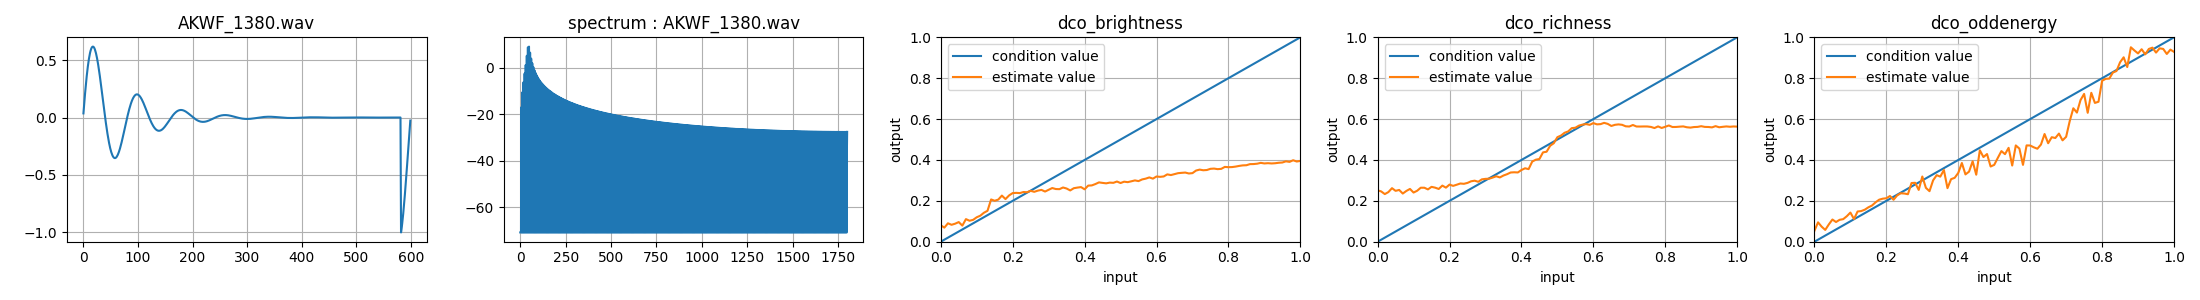 AKWF_1380.wav
0.5
0.0
−0.5
−1.0
0 100 200 300 400 500 600
spectrum : AKWF_1380.wav
0
−20
−40
−60
0 250 500 750 1000 1250 1500 1750
dco_brightness
condition value
estimate value
output
1.0
0.8
0.6
0.4
0.2
0.0
0.0 0.2 0.4 0.6 0.8 1.0
input
dco_richness
condition value
estimate value
output
1.0
0.8
0.6
0.4
0.2
0.0
0.0 0.2 0.4 0.6 0.8 1.0
input
dco_oddenergy
condition value
estimate value
output
1.0
0.8
0.6
0.4
0.2
0.0
0.0 0.2 0.4 0.6 0.8 1.0
input